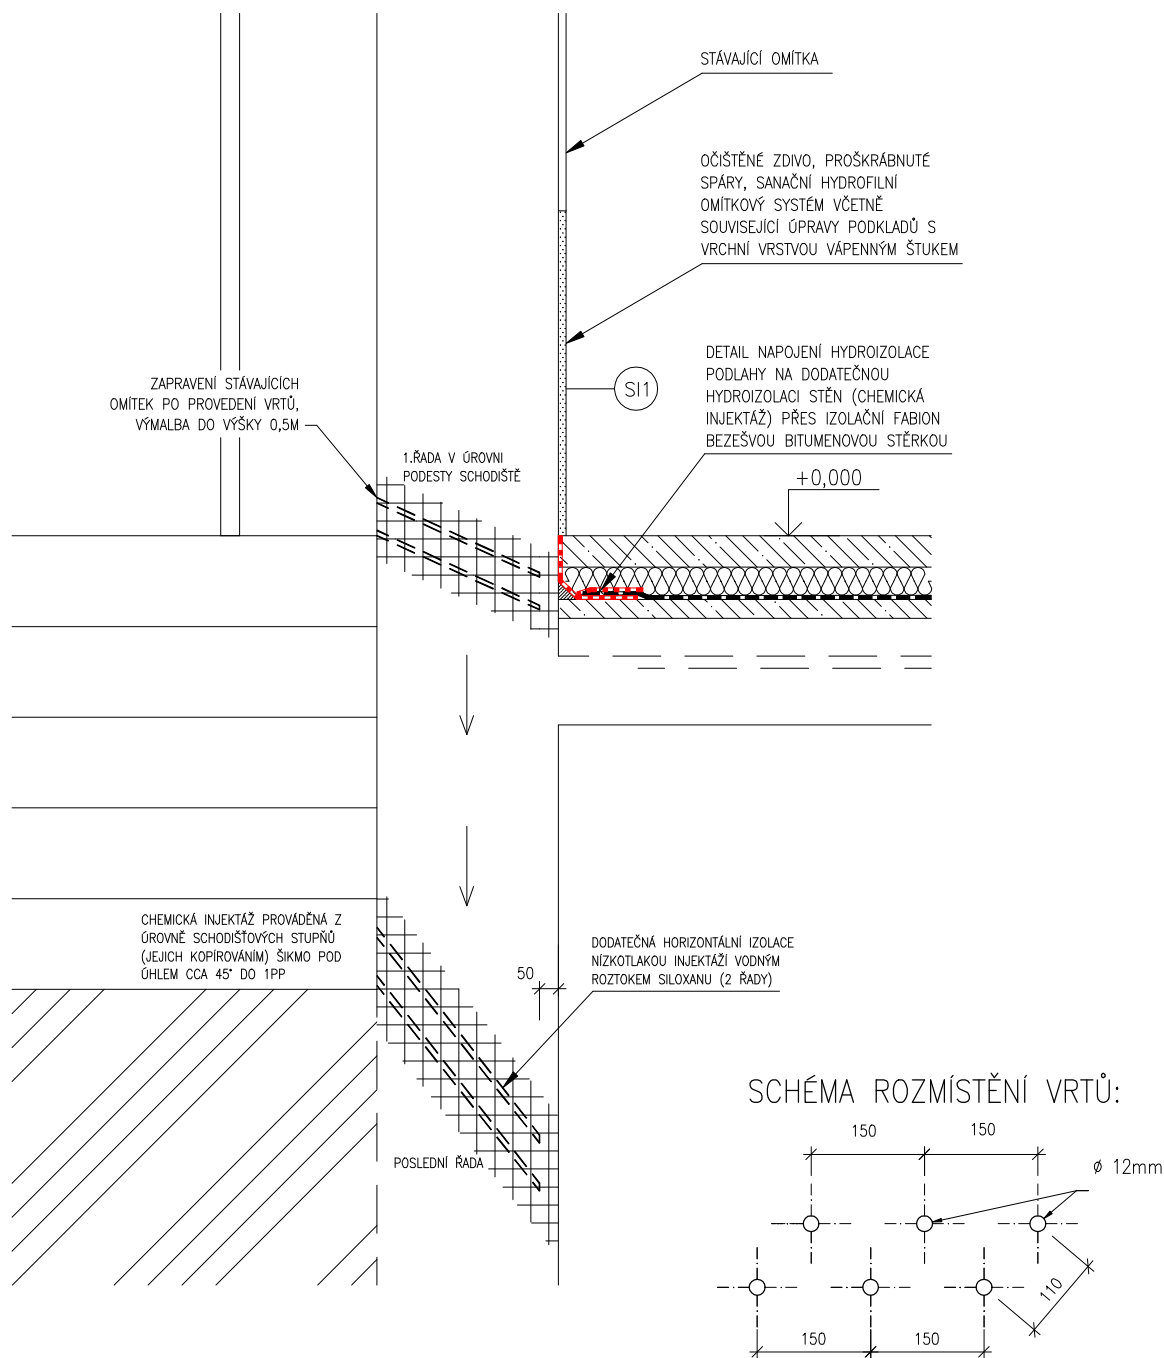 STÁVAJÍCÍ OMÍTKA
OČIŠTĚNÉ ZDIVO, PROŠKRÁBNUTÉ
SPÁRY, SANAČNÍ HYDROFILNÍ
OMÍTKOVÝ SYSTÉM VČETNĚ
SOUVISEJÍCÍ ÚPRAVY PODKLADŮ S
VRCHNÍ VRSTVOU VÁPENNÝM ŠTUKEM
DETAIL NAPOJENÍ HYDROIZOLACE
PODLAHY NA DODATEČNOU
HYDROIZOLACI STĚN (CHEMICKÁ
INJEKTÁŽ) PŘES IZOLAČNÍ FABION
BEZEŠVOU BITUMENOVOU STĚRKOU
SI1
ZAPRAVENÍ STÁVAJÍCÍCH
OMÍTEK PO PROVEDENÍ VRTŮ,
VÝMALBA DO VÝŠKY 0,5M
1.ŘADA V ÚROVNI
PODESTY SCHODIŠTĚ
+0,000
CHEMICKÁ INJEKTÁŽ PROVÁDĚNÁ Z
ÚROVNĚ SCHODIŠŤOVÝCH STUPŇŮ
(JEJICH KOPÍROVÁNÍM) ŠIKMO POD
ÚHLEM CCA 45° DO 1PP
50
DODATEČNÁ HORIZONTÁLNÍ IZOLACE
NÍZKOTLAKOU INJEKTÁŽÍ VODNÝM
ROZTOKEM SILOXANU (2 ŘADY)
POSLEDNÍ ŘADA
SCHÉMA ROZMÍSTĚNÍ VRTŮ:
150
150
ø 12mm
110
150
150